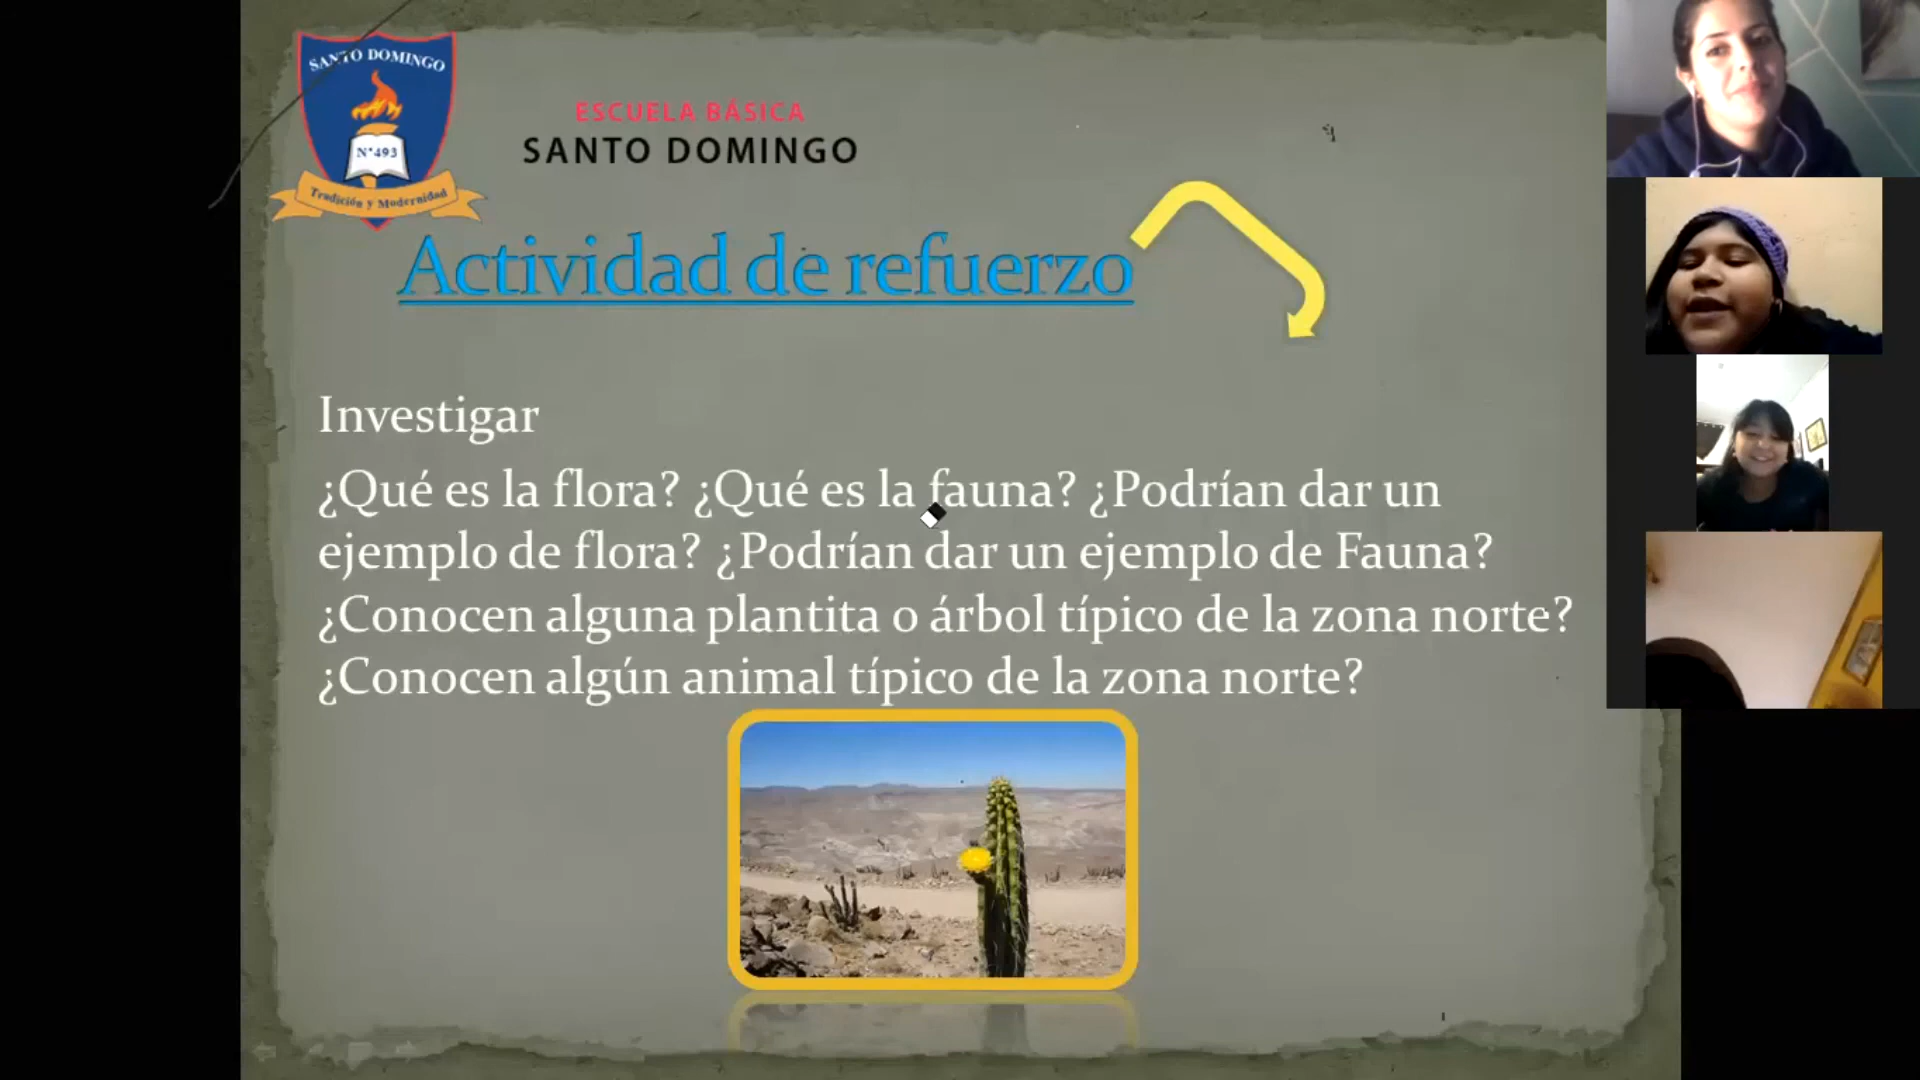 SANTO DOMINGO
N°493
Tradición y Modernidad
ESCUELA BÁSICA
SANTO DOMINGO
Actividad de refuerzo
Investigar
¿Qué es la flora? ¿Qué es la fauna? ¿Podrían dar un
ejemplo de flora? ¿Podrían dar un ejemplo de Fauna?
¿Conocen alguna plantita o árbol típico de la zona norte?
¿Conocen algún animal típico de la zona norte?